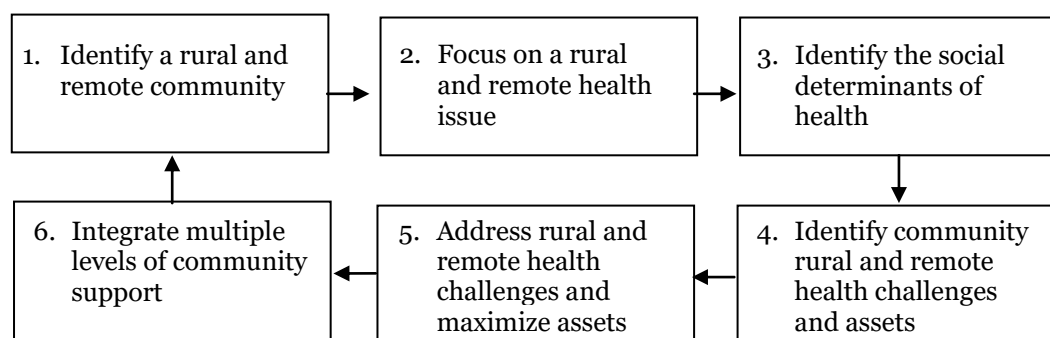 1. Identify a rural and
remote community
2. Focus on a rural
and remote health
issue
3. Identify the social
determinants of
health
4. Identify community
rural and remote
health challenges
and assets
5. Address rural and
remote health
challenges and
maximize assets
6. Integrate multiple
levels of community
support